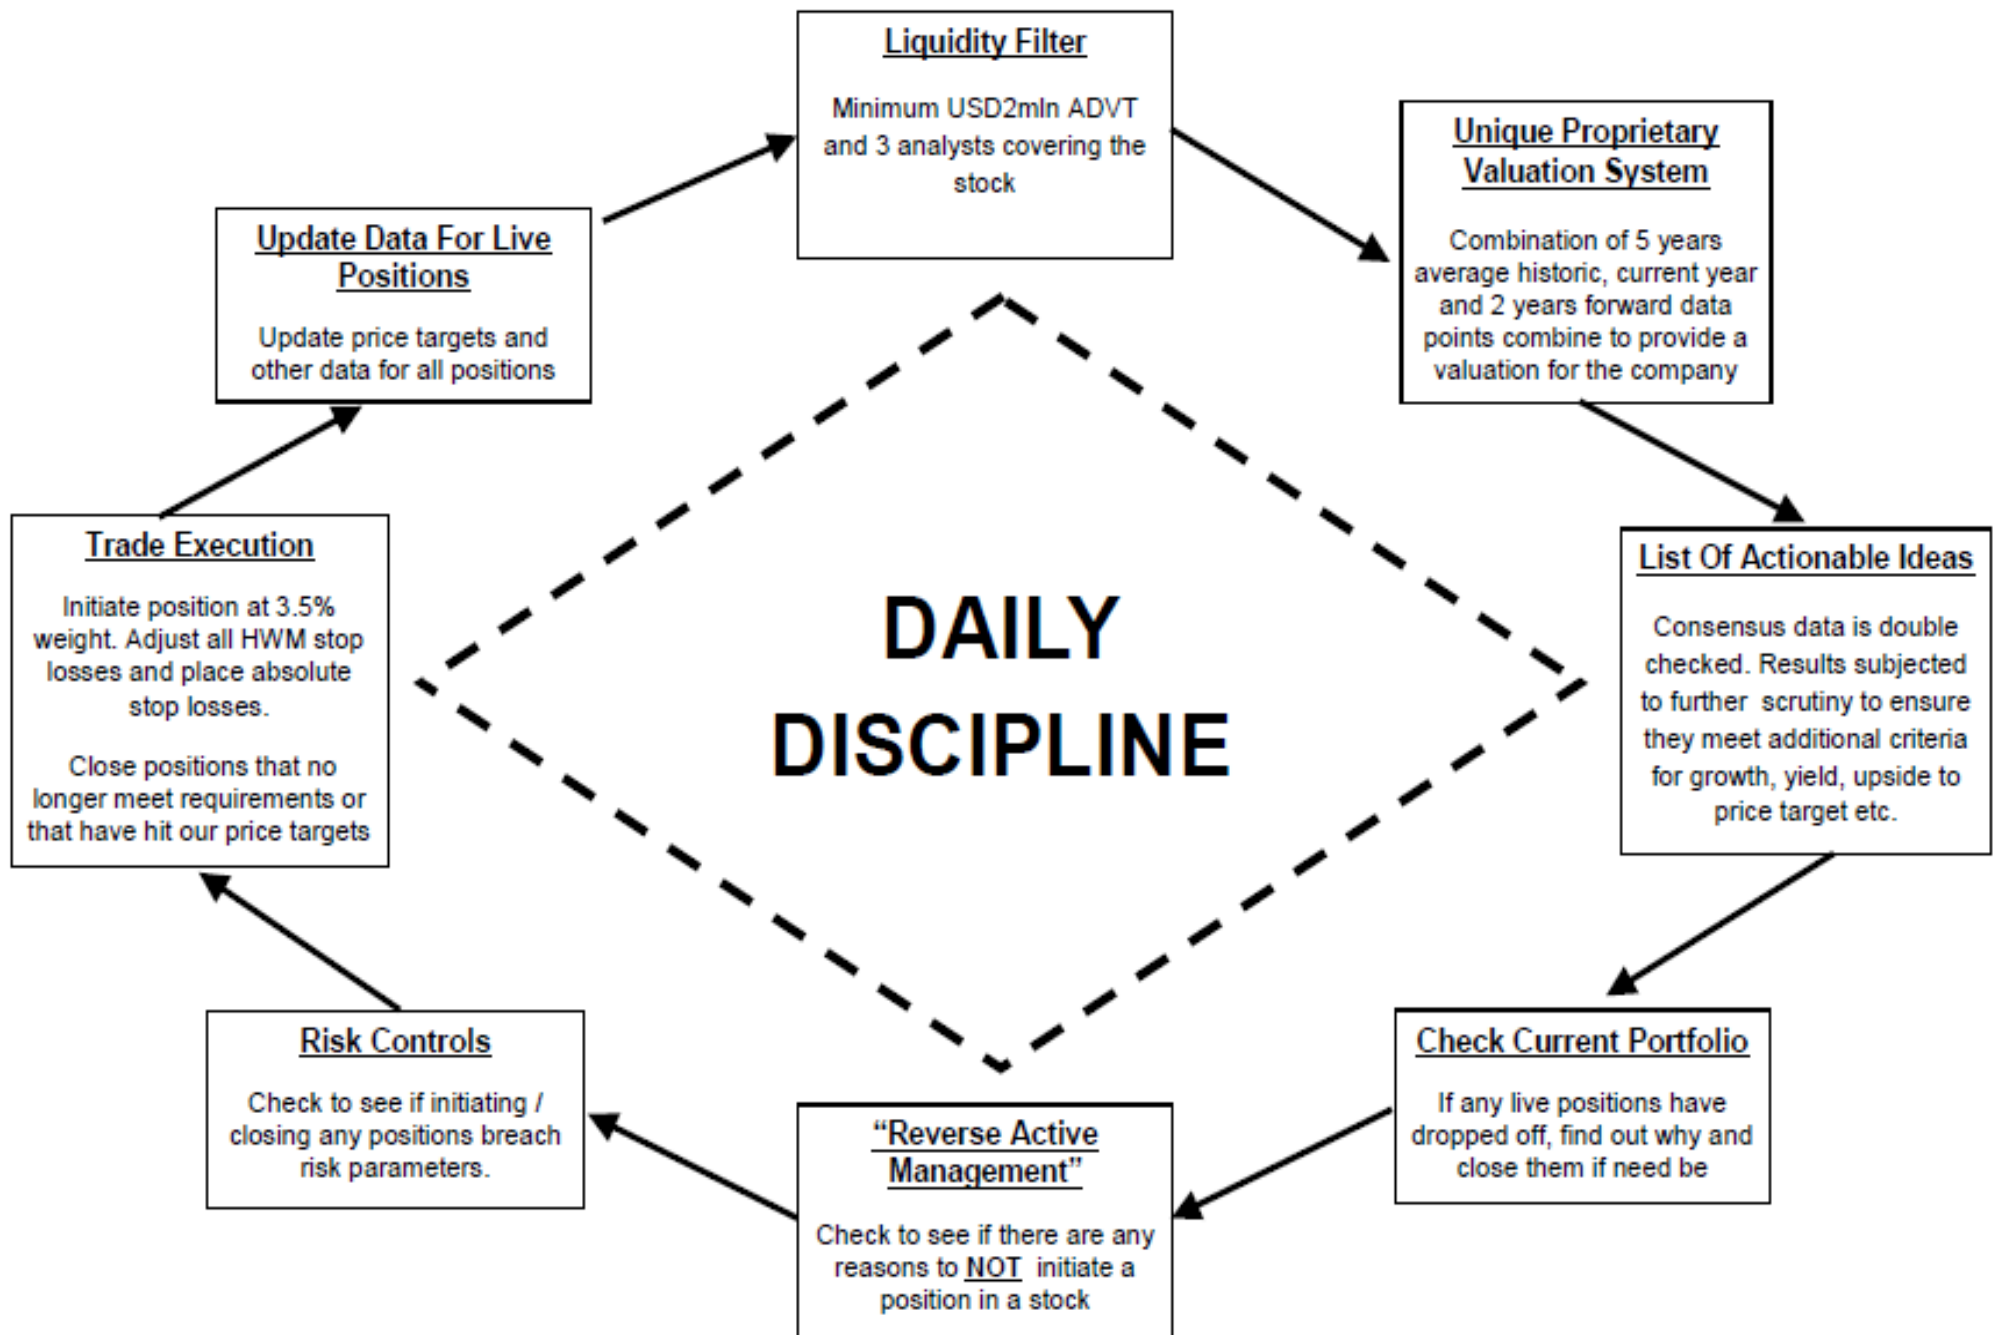 Liquidity Filter
Minimum USD2mln ADVT
and 3 analysts covering the
stock
Unique Proprietary
Valuation System
Combination of 5 years
average historic, current year
and 2 years forward data
points combine to provide a
valuation for the company
List Of Actionable Ideas
Consensus data is double
checked. Results subjected
to further scrutiny to ensure
they meet additional criteria
for growth, yield, upside to
price target etc.
Check Current Portfolio
If any live positions have
dropped off, find out why and
close them if need be
“Reverse Active
Management”
Check to see if there are any
reasons to NOT initiate a
position in a stock
Risk Controls
Check to see if initiating /
closing any positions breach
risk parameters.
Trade Execution
Initiate position at 3.5%
weight. Adjust all HWM stop
losses and place absolute
stop losses.
Close positions that no
longer meet requirements or
that have hit our price targets
Update Data For Live
Positions
Update price targets and
other data for all positions
DAILY
DISCIPLINE